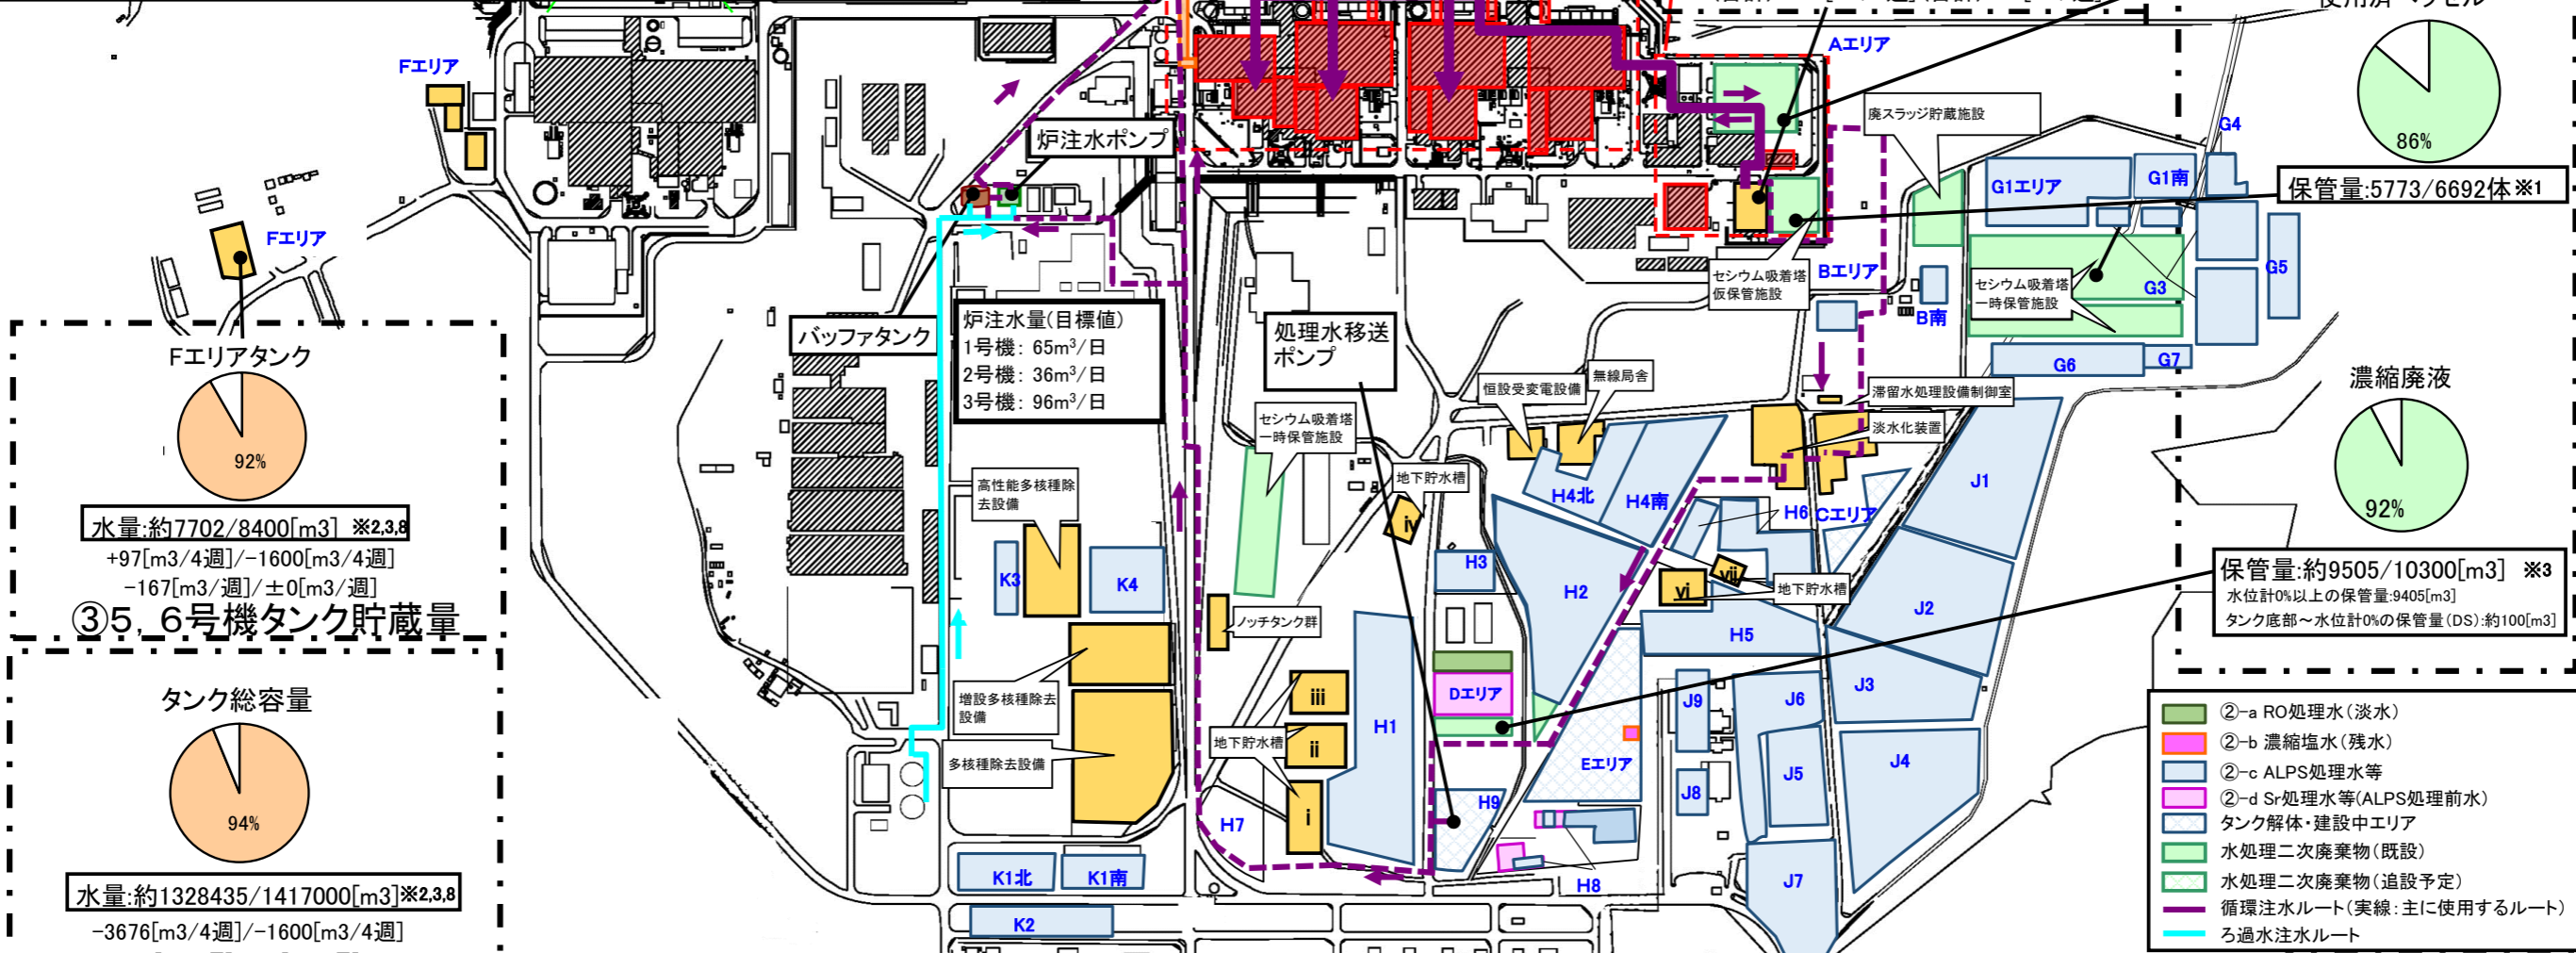 使用済ベッセル
Aエリア
Fエリア
廃スラッジ貯蔵施設
G4
86%
炉注水ポンプ
G1エリア
G1南
保管量:5773/6692体※1
Fエリア
セシウム吸着塔
仮保管施設
Bエリア
セシウム吸着塔
一時保管施設
G3
G5
B南
Fエリアタンク
92%
水量:約7702/8400[m3] ※2,3,8
+97[m3/4週]/-1600[m3/4週]
-167[m3/週]/±0[m3/週]
③5, 6号機タンク貯蔵量
バッファタンク
炉注水量(目標値)
1号機: 65m³/日
2号機: 36m³/日
3号機: 96m³/日
処理水移送
ポンプ
G6
G7
恒設受変電設備
無線局舎
滞留水処理設備制御室
淡水化装置
濃縮廃液
92%
保管量:約9505/10300[m3] ※3
水位計0%以上の保管量:9405[m3]
タンク底部~水位計0%の保管量(DS):約100[m3]
セシウム吸着塔
一時保管施設
地下貯水槽
高性能多核種除
去設備
H4北
H4南
J1
iv
H6
Cエリア
K3
K4
H3
H2
vii
vi
地下貯水槽
J2
ノッチタンク群
H5
タンク総容量
94%
水量:約1328435/1417000[m3]※2,3,8
-3676[m3/4週]/-1600[m3/4週]
増設多核種除去
設備
多核種除去設備
iii
ii
i
地下貯水槽
H1
Dエリア
J9
J6
J3
Eエリア
J5
J4
H7
H9
J8
K1北
K1南
H8
J7
K2
②-a RO処理水(淡水)
②-b 濃縮塩水(残水)
②-c ALPS処理水等
②-d Sr処理水等(ALPS処理前水)
タンク解体・建設中エリア
水処理二次廃棄物(既設)
水処理二次廃棄物(追設予定)
循環注水ルート(実線:主に使用するルート)
ろ過水注水ルート